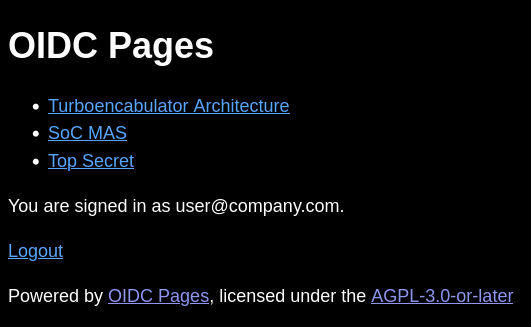 OIDC Pages
Turboencabulator Architecture
SoC MAS
Top Secret
You are signed in as user@company.com.
Logout
Powered by OIDC Pages, licensed under the AGPL-3.0-or-later